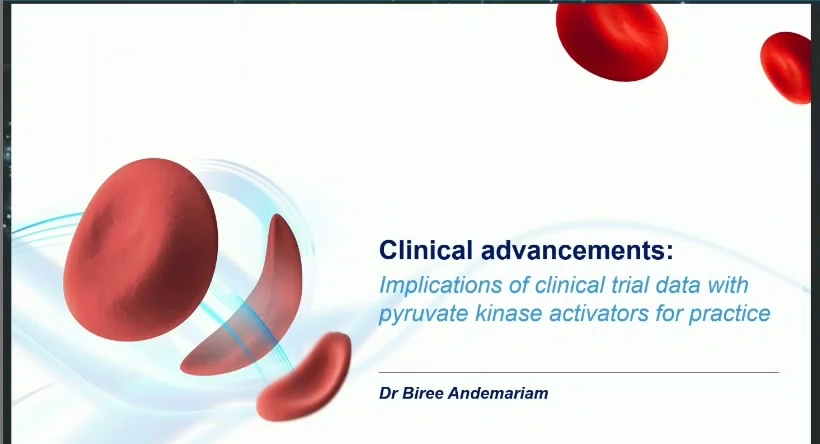 Clinical advancements:
Implications of clinical trial data with
pyruvate kinase activators for practice
Dr Biree Andemariam